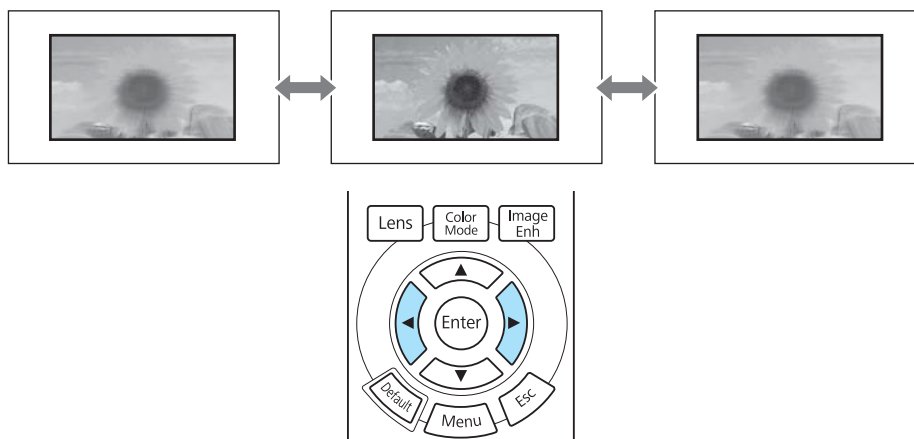 Lens
Color
Mode
Image
Enh
Enter
Default
Menu
Esc